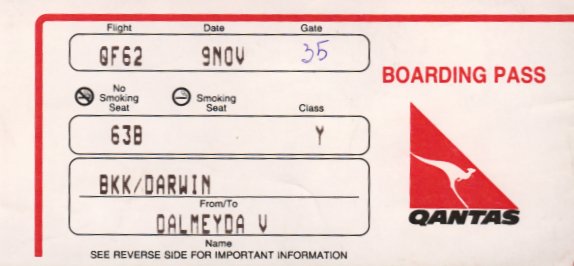 Flight Date Gate
QF62 9NOV 35
BOARDING PASS
No Smoking Seat
Smoking Seat
Class
63B Y
BKK/DARWIN
From/To
DALMEYDA V
Name
QANTAS
SEE REVERSE SIDE FOR IMPORTANT INFORMATION